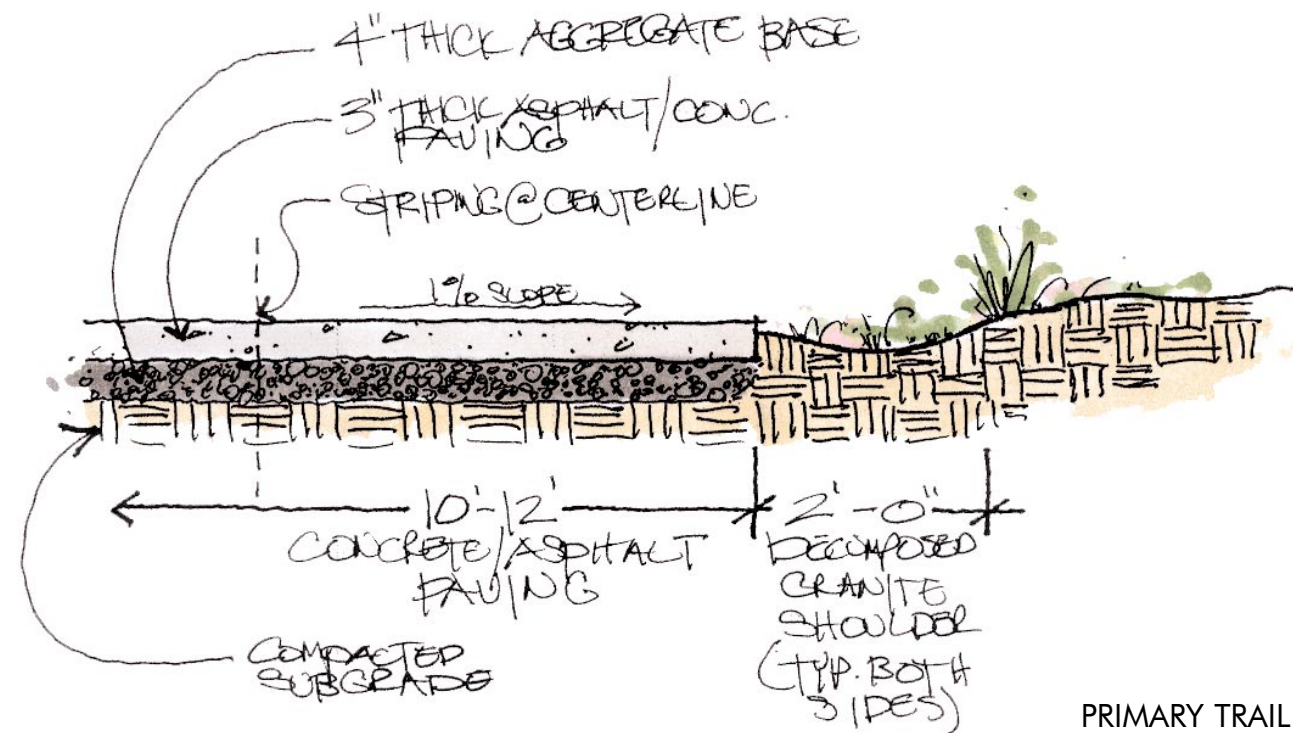 4" THICK AGGREGATE BASE
3" THICK ASPHALT/CONC.
PAVING
STRIPING @ CENTERLINE
1% SLOPE
10'-12'
CONCRETE/ASPHALT
PAVING
2'-0"
DECOMPOSED
GRANITE
SHOULDER
(TYP. BOTH
SIDES)
COMPACTED
SUBGRADE
PRIMARY TRAIL